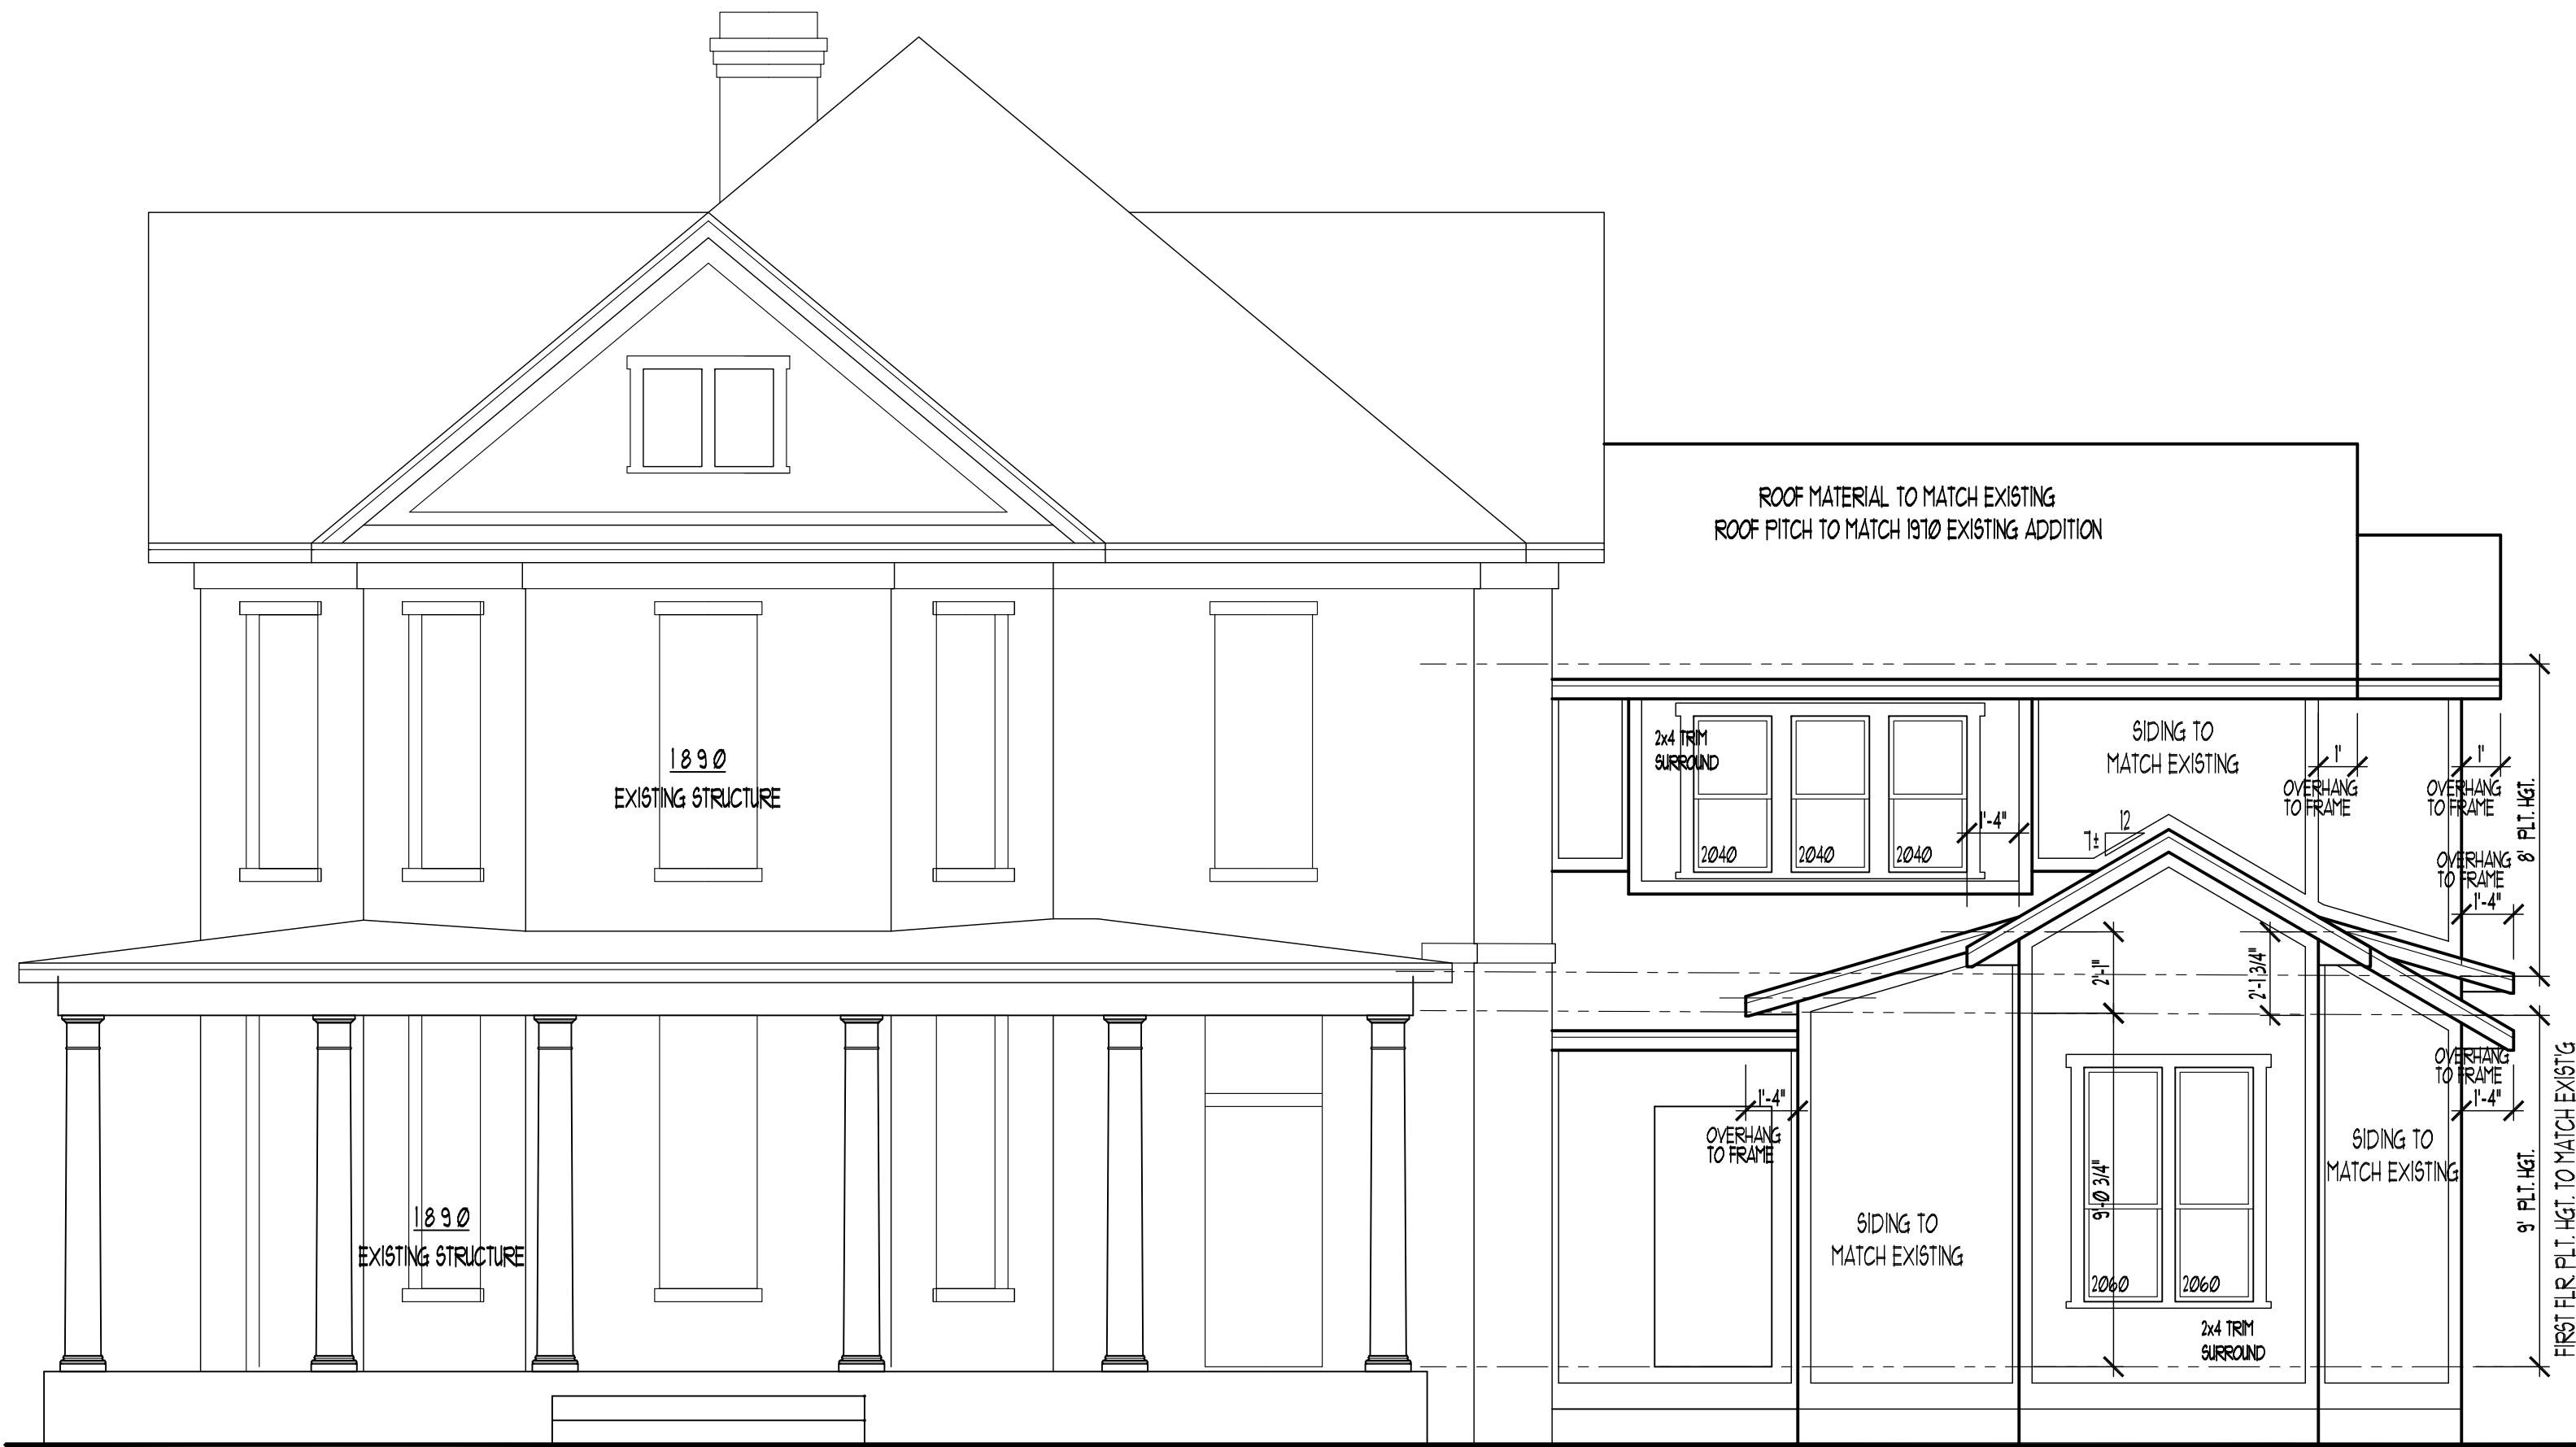 ROOF MATERIAL TO MATCH EXISTING
ROOF PITCH TO MATCH 1970 EXISTING ADDITION
1890
EXISTING STRUCTURE
2x4 TRIM
SURROUND
2040
2040
2040
1'-4"
SIDING TO
MATCH EXISTING
12
7±
1'
OVERHANG
TO FRAME
1'
OVERHANG
TO FRAME
8' PLT. HGT.
OVERHANG
TO FRAME
1'-4"
2'-1"
2'-1 3/4"
OVERHANG
TO FRAME
1'-4"
1'-4"
OVERHANG
TO FRAME
1890
EXISTING STRUCTURE
SIDING TO
MATCH EXISTING
9'-0 3/4"
2060
2060
2x4 TRIM
SURROUND
SIDING TO
MATCH EXISTING
9' PLT. HGT.
FIRST FLR. PLT. HGT. TO MATCH EXIST'G